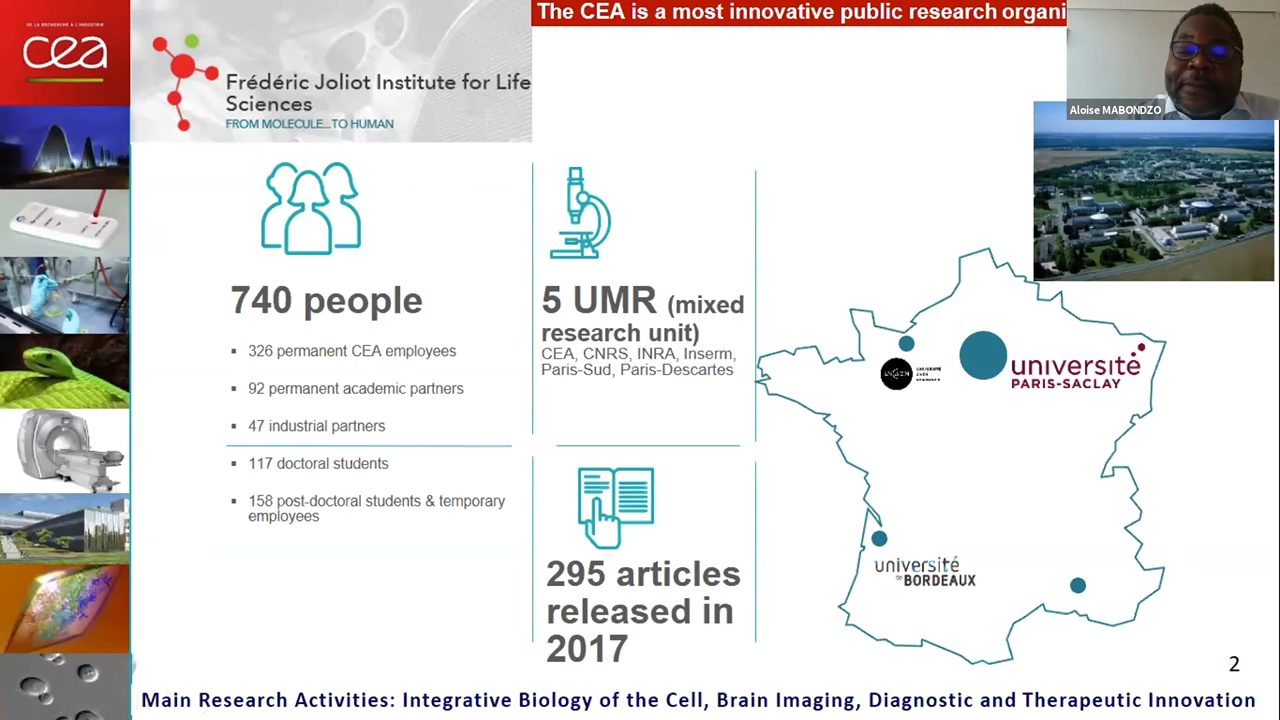 The CEA is a most innovative public research organi
DE LA RECHERCHE À L'INDUSTRIE
cea
Frédéric Joliot Institute for Life
Sciences
FROM MOLECULE...TO HUMAN
Aloise MABONDZO
740 people
326 permanent CEA employees
92 permanent academic partners
47 industrial partners
117 doctoral students
158 post-doctoral students & temporary
employees
5 UMR (mixed
research unit)
CEA, CNRS, INRA, Inserm,
Paris-Sud, Paris-Descartes
295 articles
released in
2017
UNIVERSITÉ
CAEN
NORMANDIE
université
PARIS-SACLAY
université
de BORDEAUX
2
Main Research Activities: Integrative Biology of the Cell, Brain Imaging, Diagnostic and Therapeutic Innovation